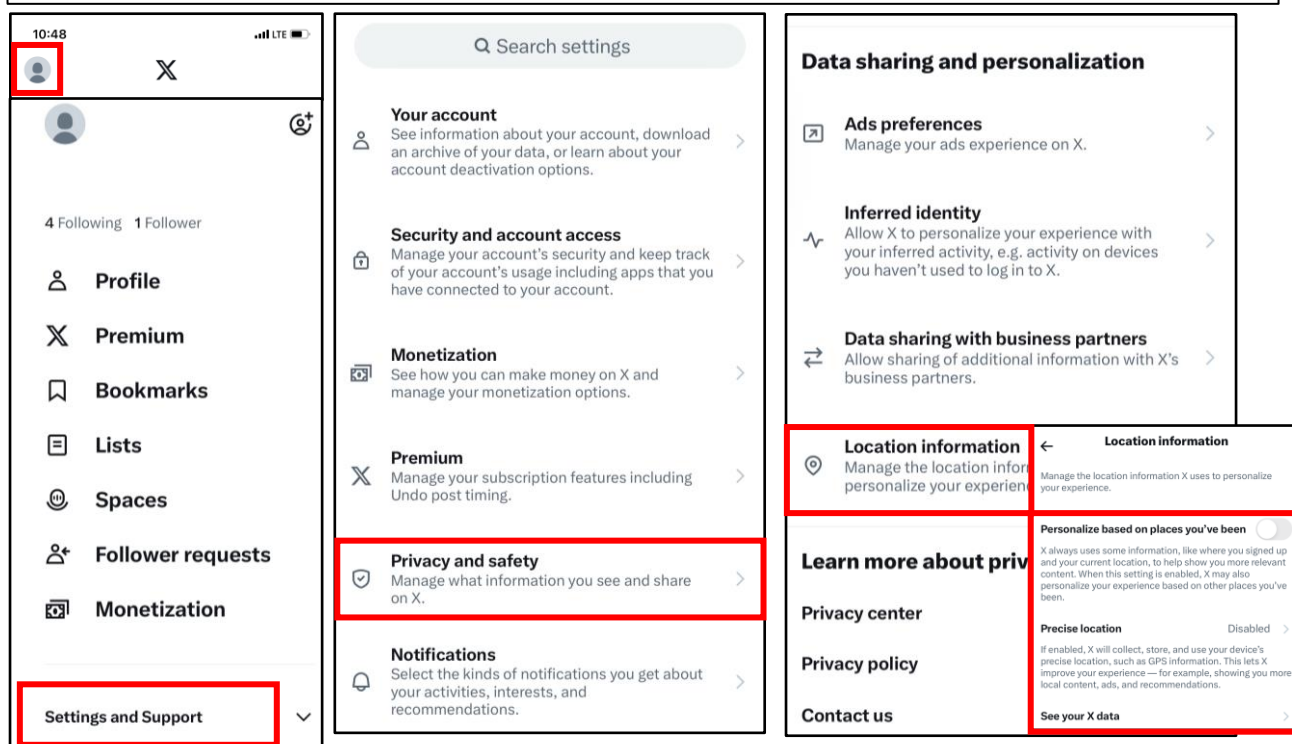 10:48
LTE
X
4 Following 1 Follower
Profile
Premium
Bookmarks
Lists
Spaces
Follower requests
Monetization
Settings and Support
Search settings
Your account
See information about your account, download
an archive of your data, or learn about your
account deactivation options.
Security and account access
Manage your account's security and keep track
of your account's usage including apps that you
have connected to your account.
Monetization
See how you can make money on X and
manage your monetization options.
Premium
Manage your subscription features including
Undo post timing.
Privacy and safety
Manage what information you see and share
on X.
Notifications
Select the kinds of notifications you get about
your activities, interests, and
recommendations.
Data sharing and personalization
Ads preferences
Manage your ads experience on X.
Inferred identity
Allow X to personalize your experience with
your inferred activity, e.g. activity on devices
you haven't used to log in to X.
Data sharing with business partners
Allow sharing of additional information with X's
business partners.
Location information
Manage the location infor
personalize your experien
Learn more about priv
Privacy center
Privacy policy
Contact us
Location information
Manage the location information X uses to personalize
your experience.
Personalize based on places you've been
X always uses some information, like where you signed up
and your current location, to help show you more relevant
content. When this setting is enabled, X may also
personalize your experience based on other places you've
been.
Precise location Disabled
If enabled, X will collect, store, and use your device's
precise location, such as GPS information. This lets X
improve your experience — for example, showing you more
local content, ads, and recommendations.
See your X data